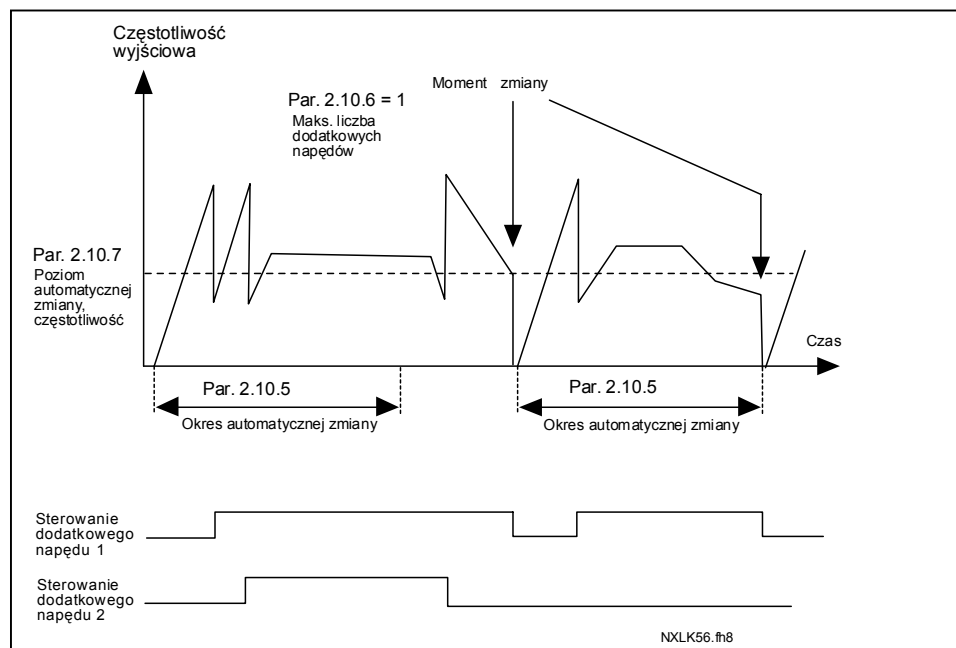 Częstotliwość
wyjściowa
Moment zmiany
Par. 2.10.6 = 1
Maks. liczba
dodatkowych
napędów
Par. 2.10.7
Poziom
automatycznej
zmiany,
częstotliwość
Czas
Par. 2.10.5
Okres automatycznej zmiany
Par. 2.10.5
Okres automatycznej zmiany
Sterowanie
dodatkowego
napędu 1
Sterowanie
dodatkowego
napędu 2
NXLK56.fh8